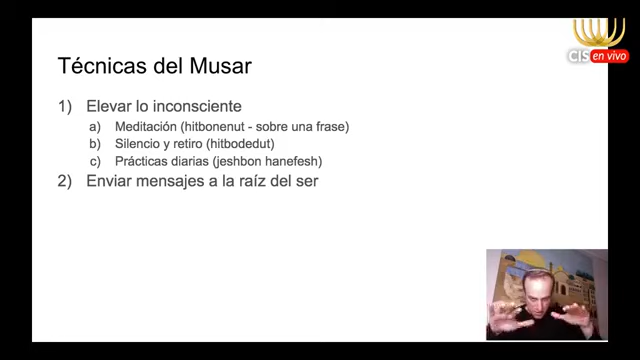 CIS en vivo
Técnicas del Musar
1) Elevar lo inconsciente
a) Meditación (hitbonenut - sobre una frase)
b) Silencio y retiro (hitbodedut)
c) Prácticas diarias (jeshbon hanefesh)
2) Enviar mensajes a la raíz del ser